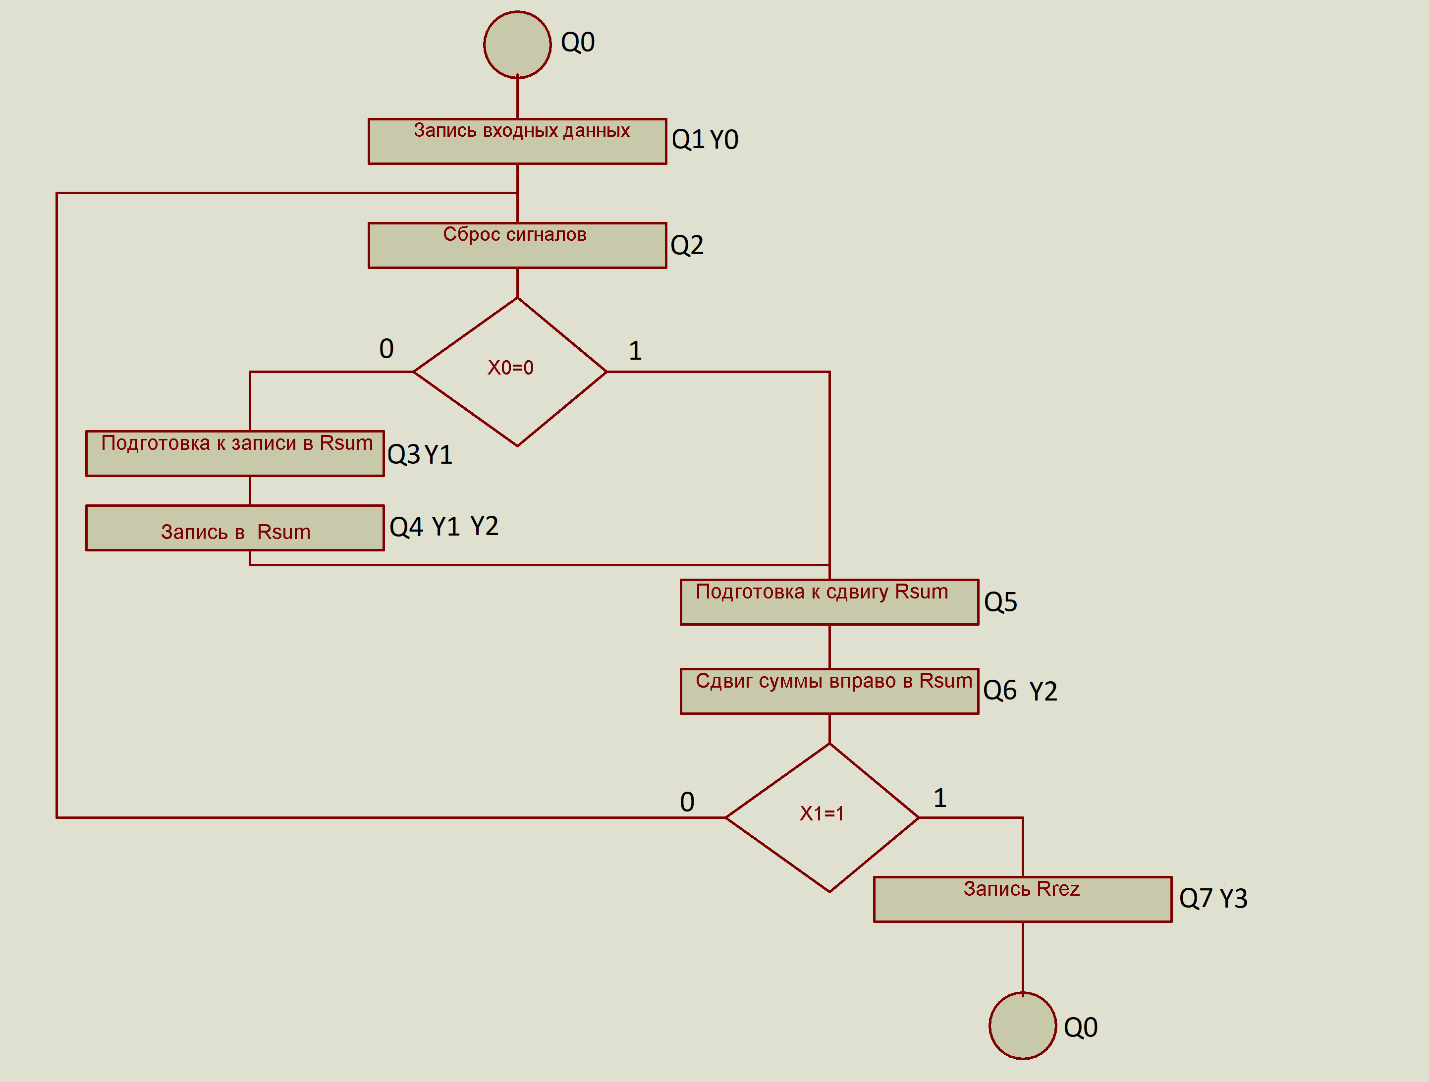 Q0
Запись входных данных
Q1 Y0
Сброс сигналов
Q2
0
X0=0
1
Подготовка к записи в Rsum
Q3 Y1
Запись в Rsum
Q4 Y1 Y2
Подготовка к сдвигу Rsum
Q5
Сдвиг суммы вправо в Rsum
Q6 Y2
0
X1=1
1
Запись Rrez
Q7 Y3
Q0